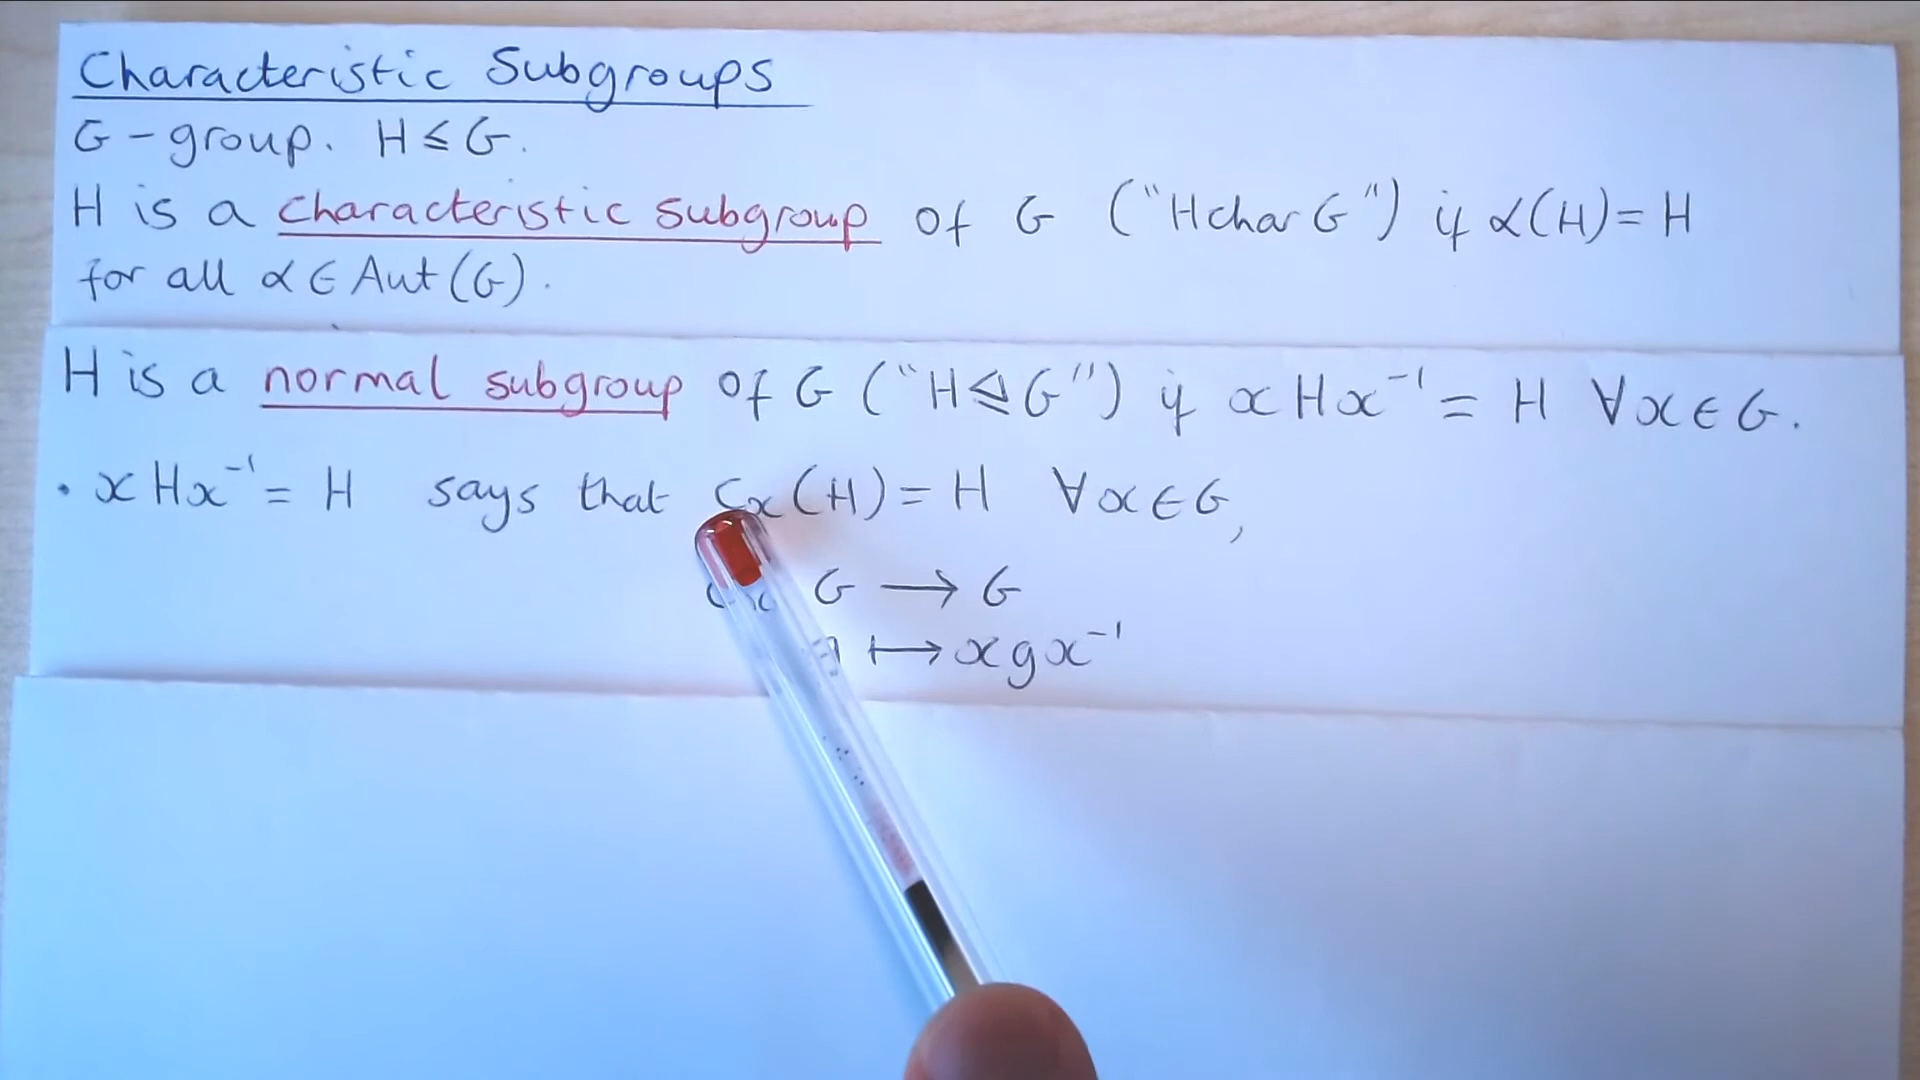 Characteristic Subgroups
G - group. H ≤ G.
H is a characteristic subgroup of G ("H char G") if α(H) = H
for all α ∈ Aut(G).
H is a normal subgroup of G ("H ⊴ G") if xHx⁻¹ = H ∀x ∈ G.
• xHx⁻¹ = H says that Cx(H) = H ∀x ∈ G,
G → G
↦ xgx⁻¹